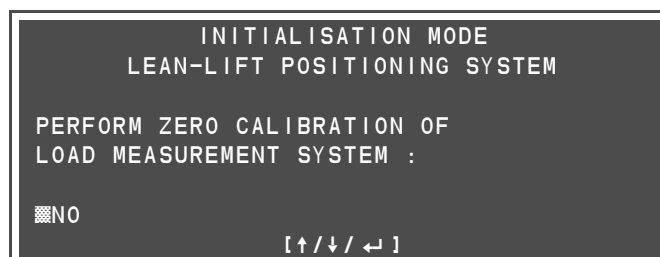 INITIALISATION MODE
LEAN-LIFT POSITIONING SYSTEM
PERFORM ZERO CALIBRATION OF
LOAD MEASUREMENT SYSTEM :
▒NO
[↑/↓/↵]